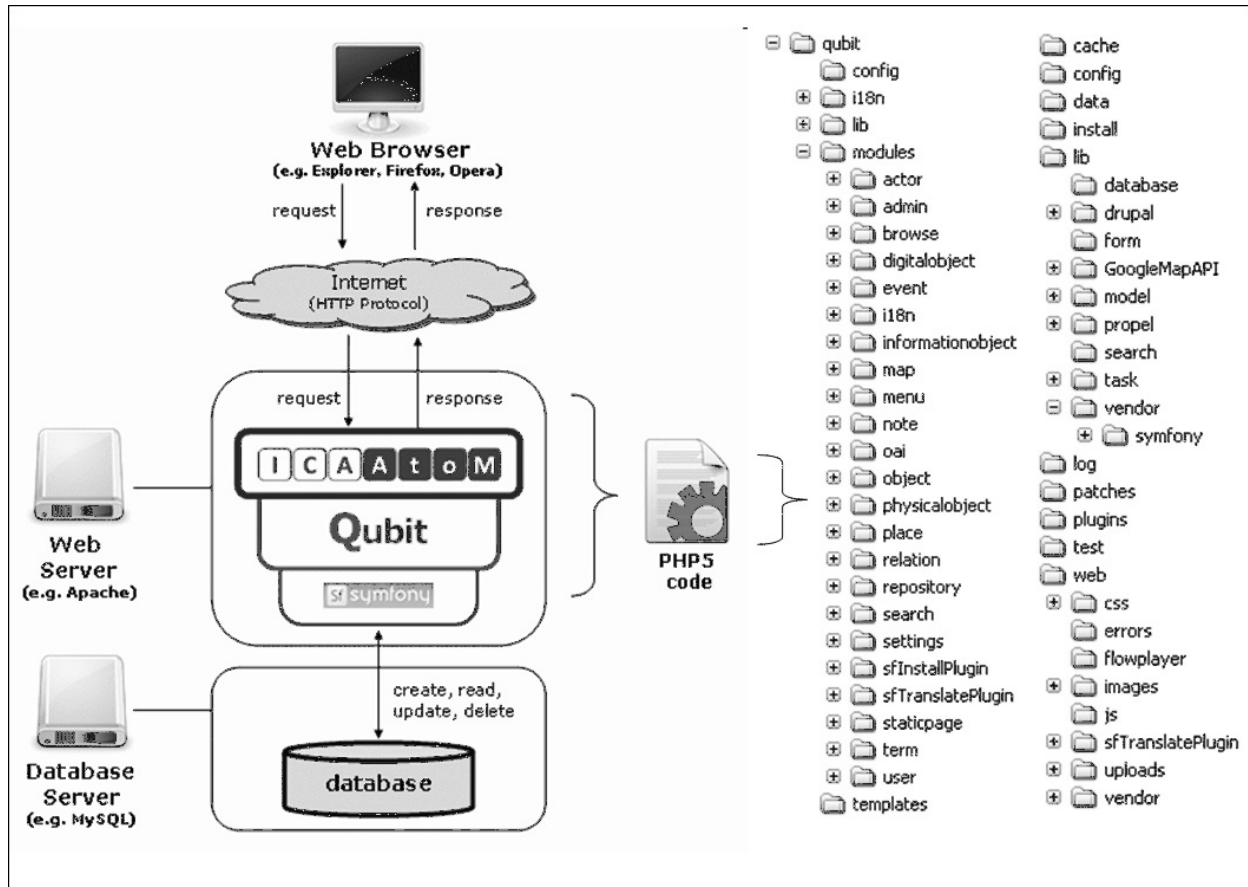 Web Browser
(e.g. Explorer, Firefox, Opera)
request
response
Internet
(HTTP Protocol)
request
response
ICAAtoM
Qubit
Sf symfony
Web
Server
(e.g. Apache)
PHP5
code
create, read,
update, delete
database
Database
Server
(e.g. MySQL)
qubit
config
i18n
lib
modules
actor
admin
browse
digitalobject
event
i18n
informationobject
map
menu
note
oai
object
physicalobject
place
relation
repository
search
settings
sfInstallPlugin
sfTranslatePlugin
staticpage
term
user
templates
cache
config
data
install
lib
database
drupal
form
GoogleMapAPI
model
propel
search
task
vendor
symfony
log
patches
plugins
test
web
css
errors
flowplayer
images
js
sfTranslatePlugin
uploads
vendor